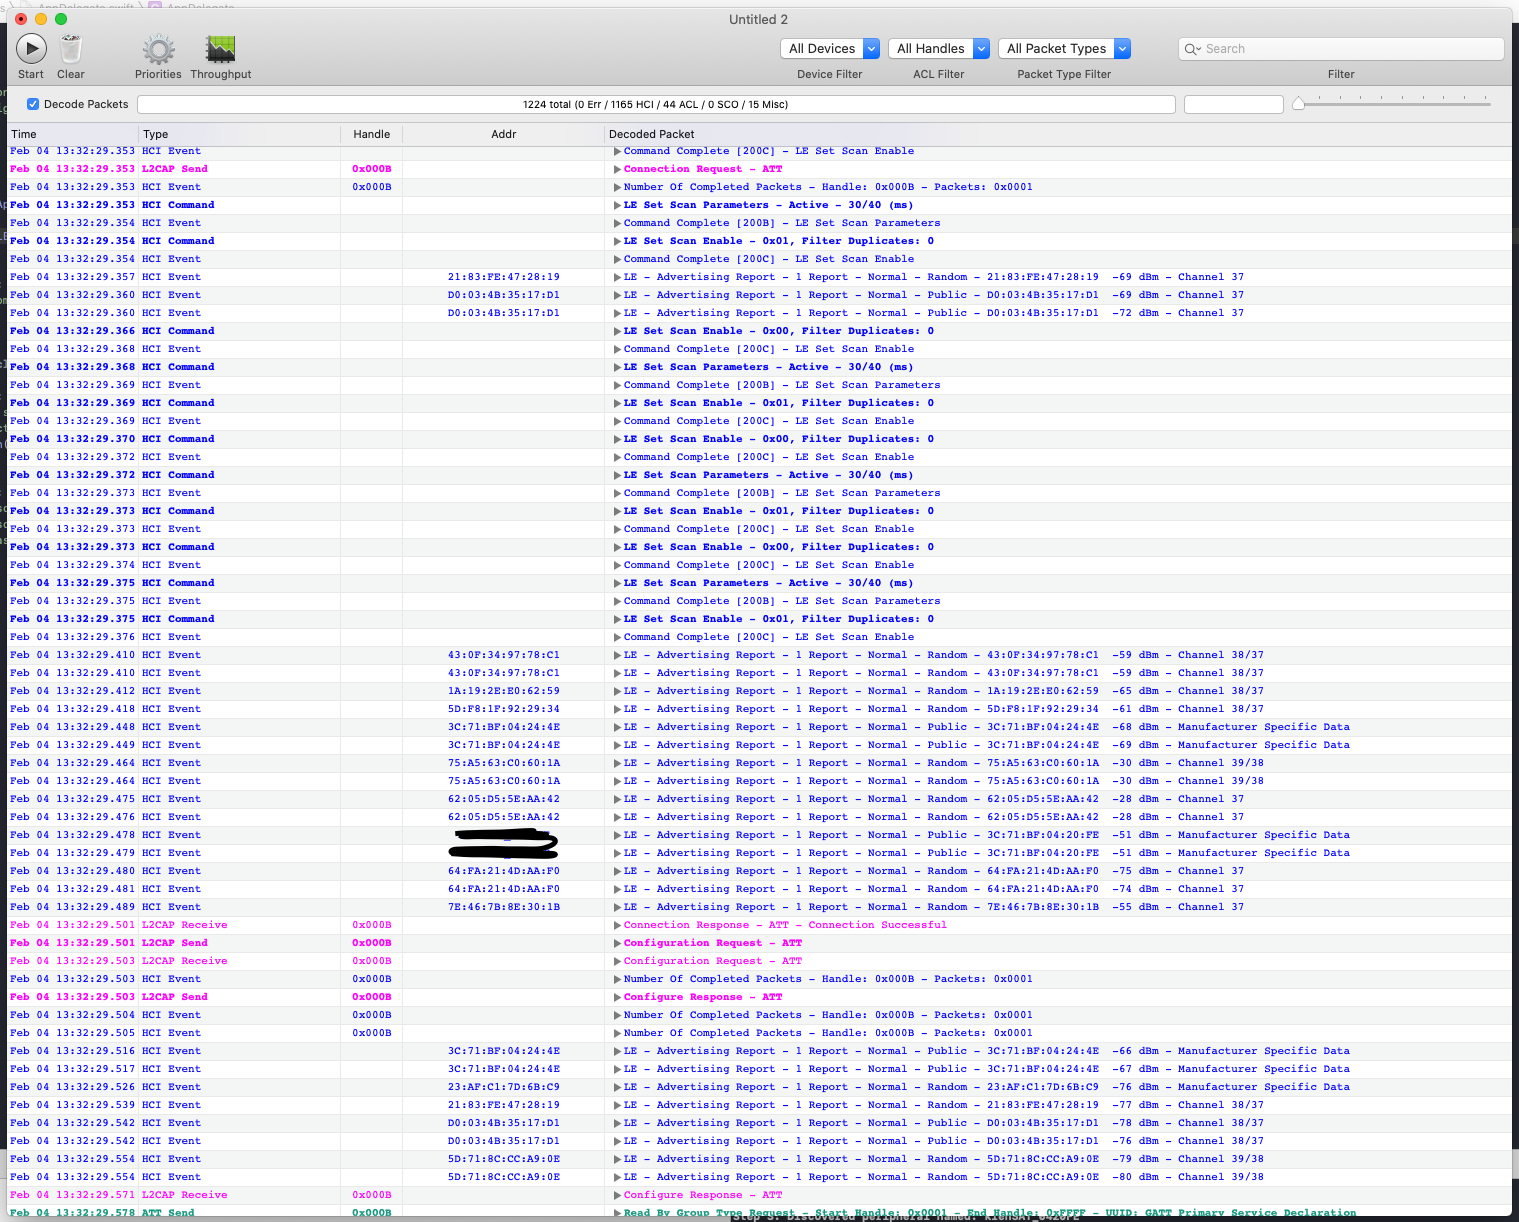 Untitled 2
Start
Clear
Priorities
Throughput
All Devices
All Handles
All Packet Types
Search
Device Filter
ACL Filter
Packet Type Filter
Filter
Decode Packets
1224 total (0 Err / 1165 HCI / 44 ACL / 0 SCO / 15 Misc)
Time Type Handle Addr Decoded Packet
Feb 04 13:32:29.353 HCI Event Command Complete [200C] - LE Set Scan Enable
Feb 04 13:32:29.353 L2CAP Send 0x000B Connection Request - ATT
Feb 04 13:32:29.353 HCI Event 0x000B Number Of Completed Packets - Handle: 0x000B - Packets: 0x0001
Feb 04 13:32:29.353 HCI Command LE Set Scan Parameters - Active - 30/40 (ms)
Feb 04 13:32:29.354 HCI Event Command Complete [200B] - LE Set Scan Parameters
Feb 04 13:32:29.354 HCI Command LE Set Scan Enable - 0x01, Filter Duplicates: 0
Feb 04 13:32:29.354 HCI Event Command Complete [200C] - LE Set Scan Enable
Feb 04 13:32:29.357 HCI Event 21:83:FE:47:28:19 LE - Advertising Report - 1 Report - Normal - Random - 21:83:FE:47:28:19 -69 dBm - Channel 37
Feb 04 13:32:29.360 HCI Event D0:03:4B:35:17:D1 LE - Advertising Report - 1 Report - Normal - Public - D0:03:4B:35:17:D1 -69 dBm - Channel 37
Feb 04 13:32:29.360 HCI Event D0:03:4B:35:17:D1 LE - Advertising Report - 1 Report - Normal - Public - D0:03:4B:35:17:D1 -72 dBm - Channel 37
Feb 04 13:32:29.366 HCI Command LE Set Scan Enable - 0x00, Filter Duplicates: 0
Feb 04 13:32:29.368 HCI Event Command Complete [200C] - LE Set Scan Enable
Feb 04 13:32:29.368 HCI Command LE Set Scan Parameters - Active - 30/40 (ms)
Feb 04 13:32:29.369 HCI Event Command Complete [200B] - LE Set Scan Parameters
Feb 04 13:32:29.369 HCI Command LE Set Scan Enable - 0x01, Filter Duplicates: 0
Feb 04 13:32:29.369 HCI Event Command Complete [200C] - LE Set Scan Enable
Feb 04 13:32:29.370 HCI Command LE Set Scan Enable - 0x00, Filter Duplicates: 0
Feb 04 13:32:29.372 HCI Event Command Complete [200C] - LE Set Scan Enable
Feb 04 13:32:29.372 HCI Command LE Set Scan Parameters - Active - 30/40 (ms)
Feb 04 13:32:29.373 HCI Event Command Complete [200B] - LE Set Scan Parameters
Feb 04 13:32:29.373 HCI Command LE Set Scan Enable - 0x01, Filter Duplicates: 0
Feb 04 13:32:29.373 HCI Event Command Complete [200C] - LE Set Scan Enable
Feb 04 13:32:29.373 HCI Command LE Set Scan Enable - 0x00, Filter Duplicates: 0
Feb 04 13:32:29.374 HCI Event Command Complete [200C] - LE Set Scan Enable
Feb 04 13:32:29.375 HCI Command LE Set Scan Parameters - Active - 30/40 (ms)
Feb 04 13:32:29.375 HCI Event Command Complete [200B] - LE Set Scan Parameters
Feb 04 13:32:29.375 HCI Command LE Set Scan Enable - 0x01, Filter Duplicates: 0
Feb 04 13:32:29.376 HCI Event Command Complete [200C] - LE Set Scan Enable
Feb 04 13:32:29.410 HCI Event 43:0F:34:97:78:C1 LE - Advertising Report - 1 Report - Normal - Random - 43:0F:34:97:78:C1 -59 dBm - Channel 38/37
Feb 04 13:32:29.410 HCI Event 43:0F:34:97:78:C1 LE - Advertising Report - 1 Report - Normal - Random - 43:0F:34:97:78:C1 -59 dBm - Channel 38/37
Feb 04 13:32:29.412 HCI Event 1A:19:2E:E0:62:59 LE - Advertising Report - 1 Report - Normal - Random - 1A:19:2E:E0:62:59 -65 dBm - Channel 38/37
Feb 04 13:32:29.418 HCI Event 5D:F8:1F:92:29:34 LE - Advertising Report - 1 Report - Normal - Random - 5D:F8:1F:92:29:34 -61 dBm - Channel 38/37
Feb 04 13:32:29.448 HCI Event 3C:71:BF:04:24:4E LE - Advertising Report - 1 Report - Normal - Public - 3C:71:BF:04:24:4E -68 dBm - Manufacturer Specific Data
Feb 04 13:32:29.449 HCI Event 3C:71:BF:04:24:4E LE - Advertising Report - 1 Report - Normal - Public - 3C:71:BF:04:24:4E -69 dBm - Manufacturer Specific Data
Feb 04 13:32:29.464 HCI Event 75:A5:63:C0:60:1A LE - Advertising Report - 1 Report - Normal - Random - 75:A5:63:C0:60:1A -30 dBm - Channel 39/38
Feb 04 13:32:29.464 HCI Event 75:A5:63:C0:60:1A LE - Advertising Report - 1 Report - Normal - Random - 75:A5:63:C0:60:1A -30 dBm - Channel 39/38
Feb 04 13:32:29.475 HCI Event 62:05:D5:5E:AA:42 LE - Advertising Report - 1 Report - Normal - Random - 62:05:D5:5E:AA:42 -28 dBm - Channel 37
Feb 04 13:32:29.476 HCI Event 62:05:D5:5E:AA:42 LE - Advertising Report - 1 Report - Normal - Random - 62:05:D5:5E:AA:42 -28 dBm - Channel 37
Feb 04 13:32:29.478 HCI Event LE - Advertising Report - 1 Report - Normal - Public - 3C:71:BF:04:20:FE -51 dBm - Manufacturer Specific Data
Feb 04 13:32:29.479 HCI Event LE - Advertising Report - 1 Report - Normal - Public - 3C:71:BF:04:20:FE -51 dBm - Manufacturer Specific Data
Feb 04 13:32:29.480 HCI Event 64:FA:21:4D:AA:F0 LE - Advertising Report - 1 Report - Normal - Random - 64:FA:21:4D:AA:F0 -75 dBm - Channel 37
Feb 04 13:32:29.481 HCI Event 64:FA:21:4D:AA:F0 LE - Advertising Report - 1 Report - Normal - Random - 64:FA:21:4D:AA:F0 -74 dBm - Channel 37
Feb 04 13:32:29.489 HCI Event 7E:46:7B:8E:30:1B LE - Advertising Report - 1 Report - Normal - Random - 7E:46:7B:8E:30:1B -55 dBm - Channel 37
Feb 04 13:32:29.501 L2CAP Receive 0x000B Connection Response - ATT - Connection Successful
Feb 04 13:32:29.501 L2CAP Send 0x000B Configuration Request - ATT
Feb 04 13:32:29.503 L2CAP Receive 0x000B Configuration Request - ATT
Feb 04 13:32:29.503 HCI Event 0x000B Number Of Completed Packets - Handle: 0x000B - Packets: 0x0001
Feb 04 13:32:29.503 L2CAP Send 0x000B Configure Response - ATT
Feb 04 13:32:29.504 HCI Event 0x000B Number Of Completed Packets - Handle: 0x000B - Packets: 0x0001
Feb 04 13:32:29.505 HCI Event 0x000B Number Of Completed Packets - Handle: 0x000B - Packets: 0x0001
Feb 04 13:32:29.516 HCI Event 3C:71:BF:04:24:4E LE - Advertising Report - 1 Report - Normal - Public - 3C:71:BF:04:24:4E -66 dBm - Manufacturer Specific Data
Feb 04 13:32:29.517 HCI Event 3C:71:BF:04:24:4E LE - Advertising Report - 1 Report - Normal - Public - 3C:71:BF:04:24:4E -67 dBm - Manufacturer Specific Data
Feb 04 13:32:29.526 HCI Event 23:AF:C1:7D:6B:C9 LE - Advertising Report - 1 Report - Normal - Random - 23:AF:C1:7D:6B:C9 -76 dBm - Manufacturer Specific Data
Feb 04 13:32:29.539 HCI Event 21:83:FE:47:28:19 LE - Advertising Report - 1 Report - Normal - Random - 21:83:FE:47:28:19 -77 dBm - Channel 38/37
Feb 04 13:32:29.542 HCI Event D0:03:4B:35:17:D1 LE - Advertising Report - 1 Report - Normal - Public - D0:03:4B:35:17:D1 -78 dBm - Channel 38/37
Feb 04 13:32:29.542 HCI Event D0:03:4B:35:17:D1 LE - Advertising Report - 1 Report - Normal - Public - D0:03:4B:35:17:D1 -76 dBm - Channel 38/37
Feb 04 13:32:29.554 HCI Event 5D:71:8C:CC:A9:0E LE - Advertising Report - 1 Report - Normal - Random - 5D:71:8C:CC:A9:0E -79 dBm - Channel 39/38
Feb 04 13:32:29.554 HCI Event 5D:71:8C:CC:A9:0E LE - Advertising Report - 1 Report - Normal - Random - 5D:71:8C:CC:A9:0E -80 dBm - Channel 39/38
Feb 04 13:32:29.571 L2CAP Receive 0x000B Configure Response - ATT
Feb 04 13:32:29.578 ATT Send 0x000B Read By Group Type Request - Start Handle: 0x0001 - End Handle: 0xFFFF - UUID: GATT Primary Service Declaration